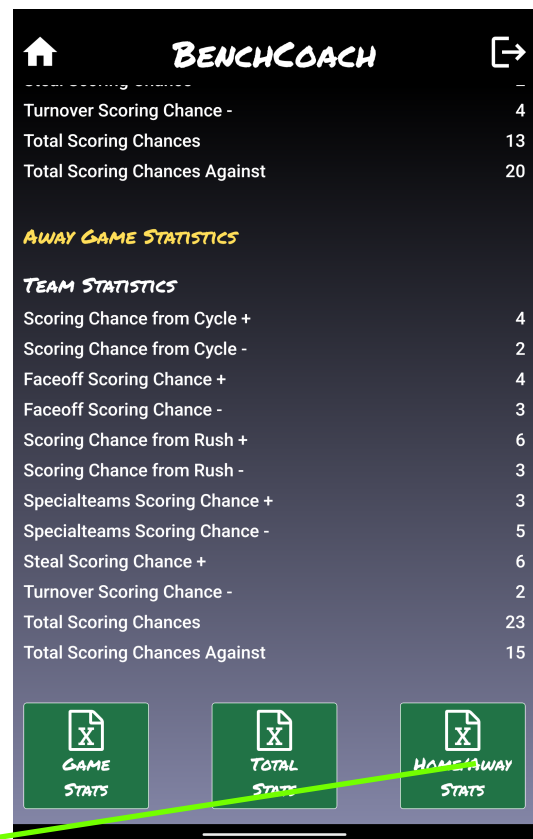 BenchCoach
Turnover Scoring Chance - 4
Total Scoring Chances 13
Total Scoring Chances Against 20
Away Game Statistics
Team Statistics
Scoring Chance from Cycle + 4
Scoring Chance from Cycle - 2
Faceoff Scoring Chance + 4
Faceoff Scoring Chance - 3
Scoring Chance from Rush + 6
Scoring Chance from Rush - 3
Specialteams Scoring Chance + 3
Specialteams Scoring Chance - 5
Steal Scoring Chance + 6
Turnover Scoring Chance - 2
Total Scoring Chances 23
Total Scoring Chances Against 15
X X X
Game Total Home/Away
Stats Stats Stats